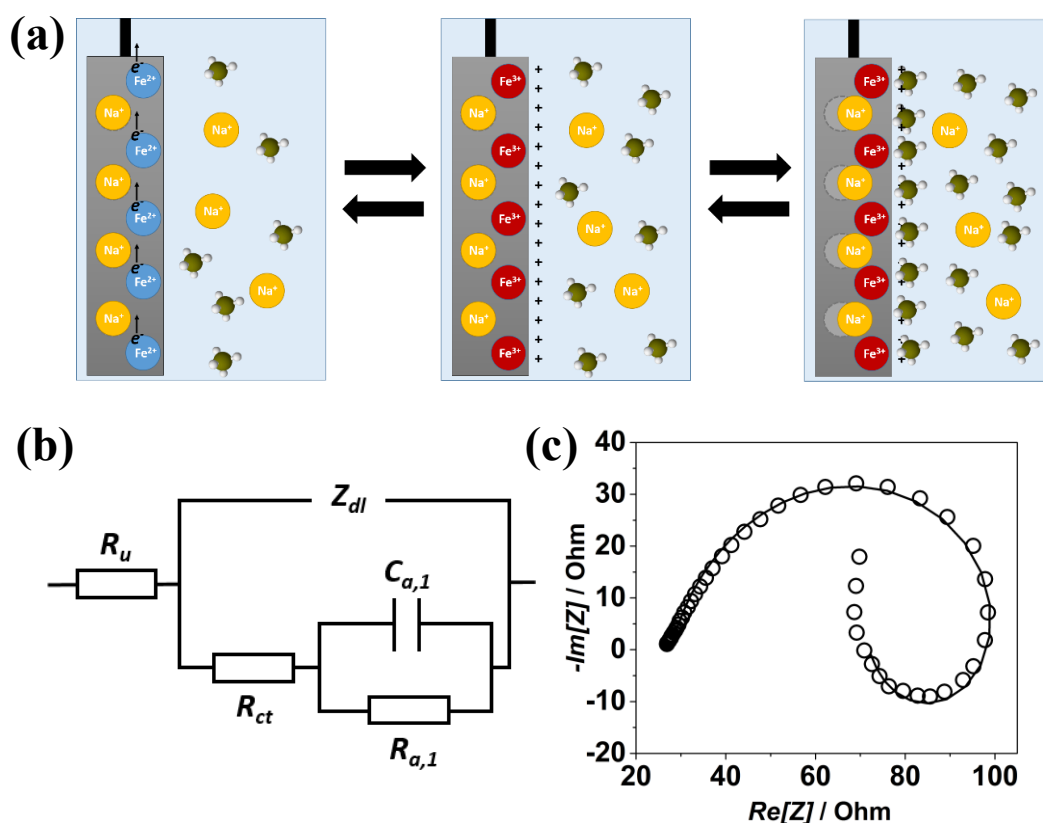 (a)
e⁻
Fe²⁺
Na⁺
e⁻
Fe²⁺
Na⁺
Na⁺
e⁻
Fe²⁺
Na⁺
Na⁺
e⁻
Fe²⁺
Na⁺
Na⁺
e⁻
Fe²⁺
Fe³⁺
Na⁺
Na⁺
Fe³⁺
Na⁺
Fe³⁺
Na⁺
Na⁺
Fe³⁺
Na⁺
Na⁺
Fe³⁺
Fe³⁺
Na⁺
Na⁺
Fe³⁺
Na⁺
Fe³⁺
Na⁺
Na⁺
Fe³⁺
Na⁺
Na⁺
Fe³⁺
(b)
Z_dl
R_u
C_a,1
R_ct
R_a,1
(c)
40
30
20
10
0
-10
-20
-Im[Z] / Ohm
20 40 60 80 100
Re[Z] / Ohm